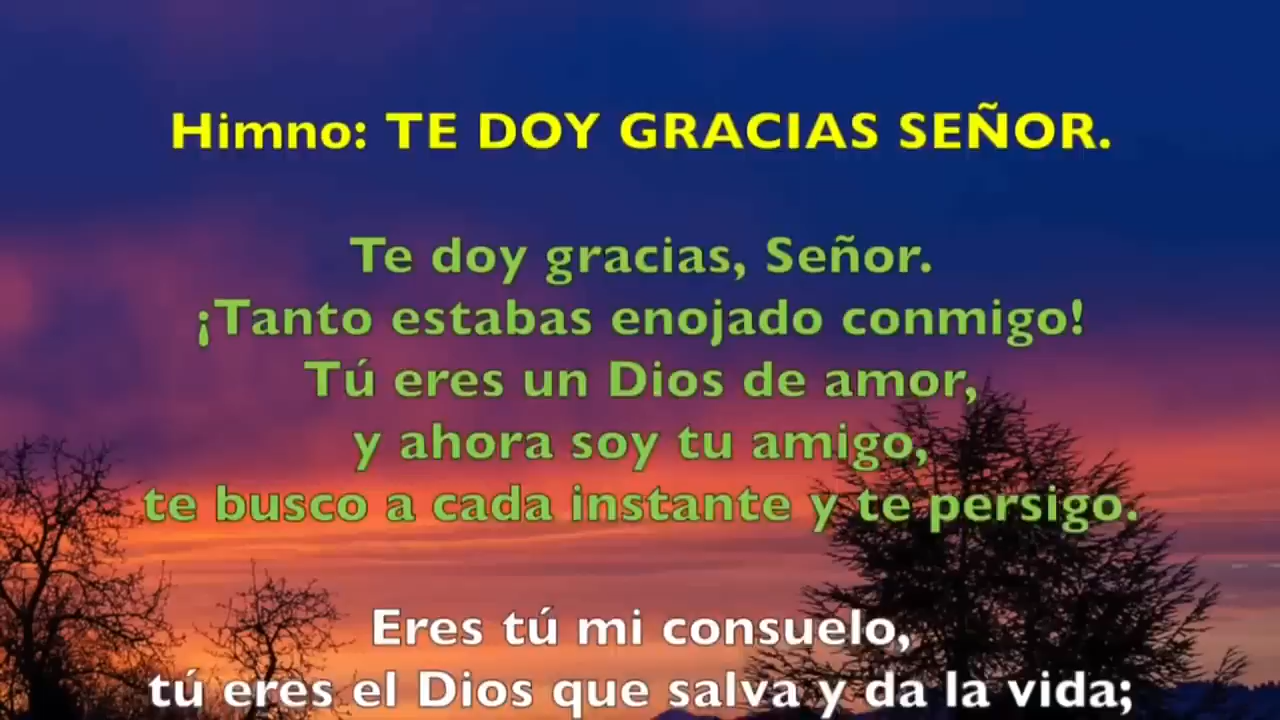 Himno: TE DOY GRACIAS SEÑOR.
Te doy gracias, Señor.
¡Tanto estabas enojado conmigo!
Tú eres un Dios de amor,
y ahora soy tu amigo,
te busco a cada instante y te persigo.
Eres tú mi consuelo,
tú eres el Dios que salva y da la vida;